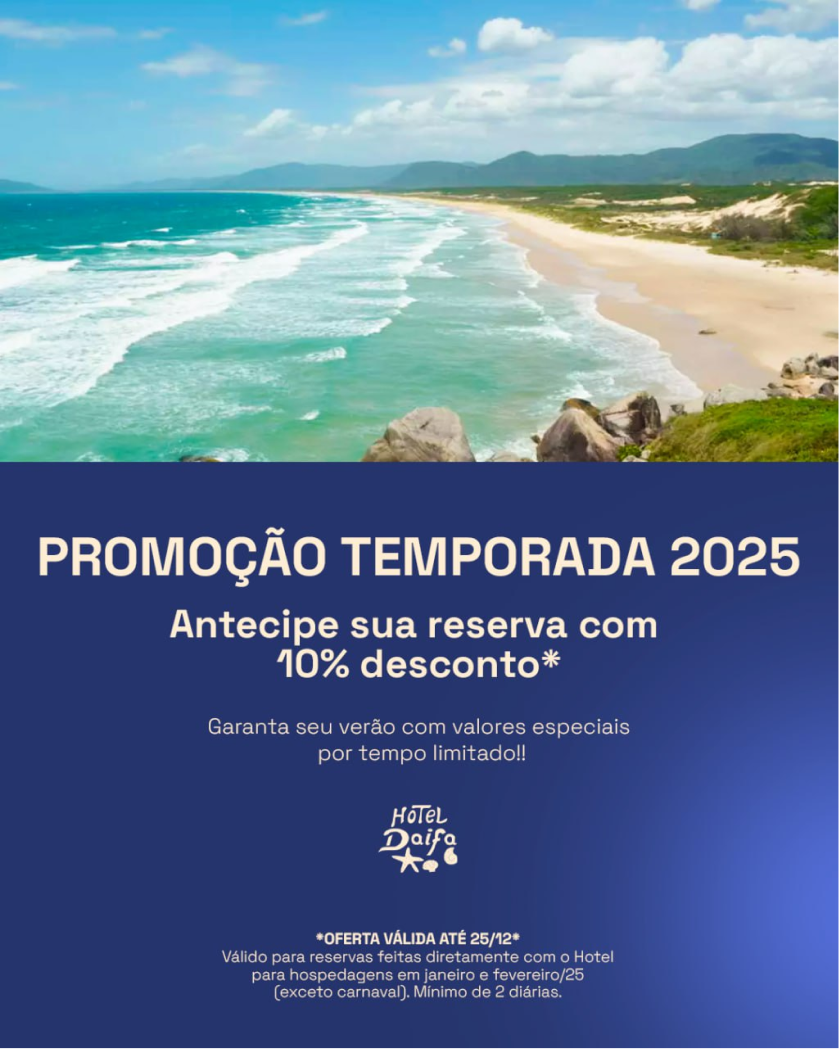 PROMOÇÃO TEMPORADA 2025
Antecipe sua reserva com
10% desconto*
Garanta seu verão com valores especiais
por tempo limitado!!
HOTEL
Daifa
*OFERTA VÁLIDA ATÉ 25/12*
Válido para reservas feitas diretamente com o Hotel
para hospedagens em janeiro e fevereiro/25
(exceto carnaval). Mínimo de 2 diárias.